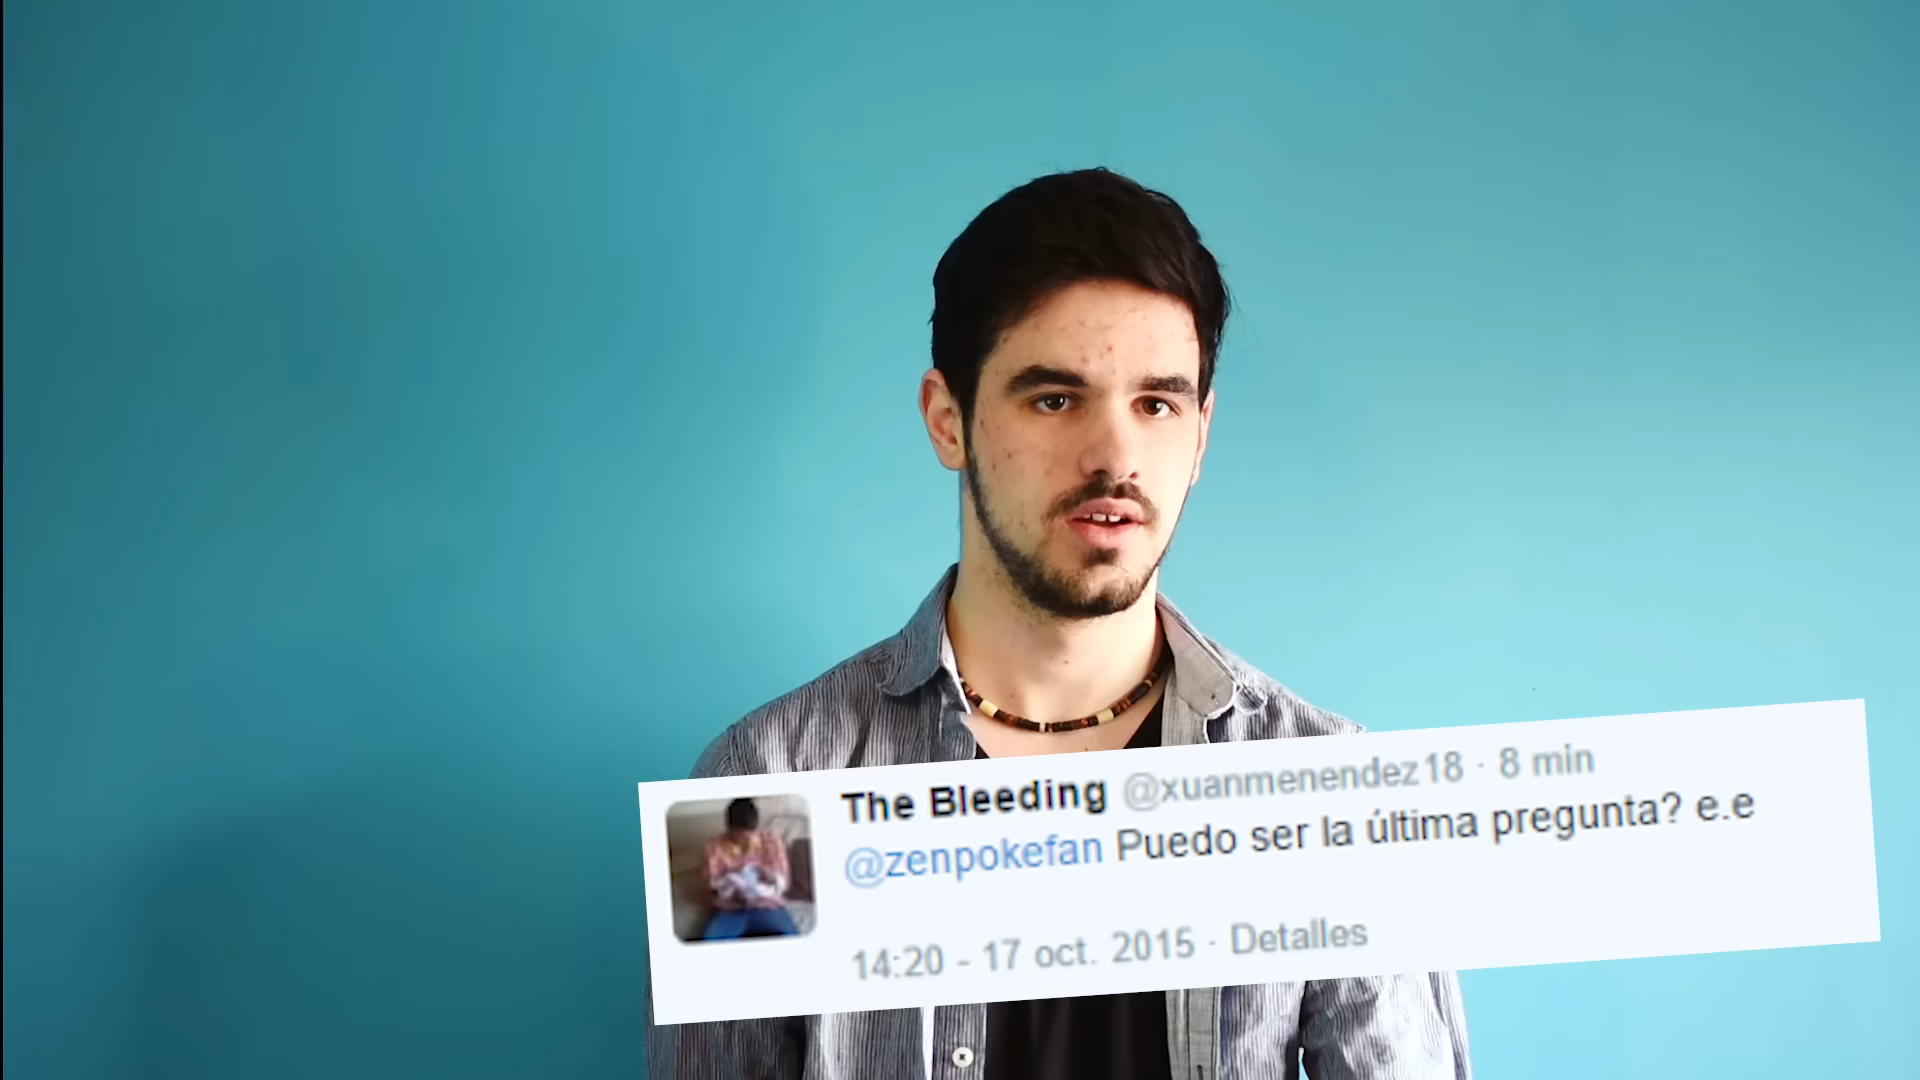 The Bleeding @xuanmenendez18 · 8 min
@zenpokefan Puedo ser la última pregunta? e.e
14:20 - 17 oct. 2015 · Detalles